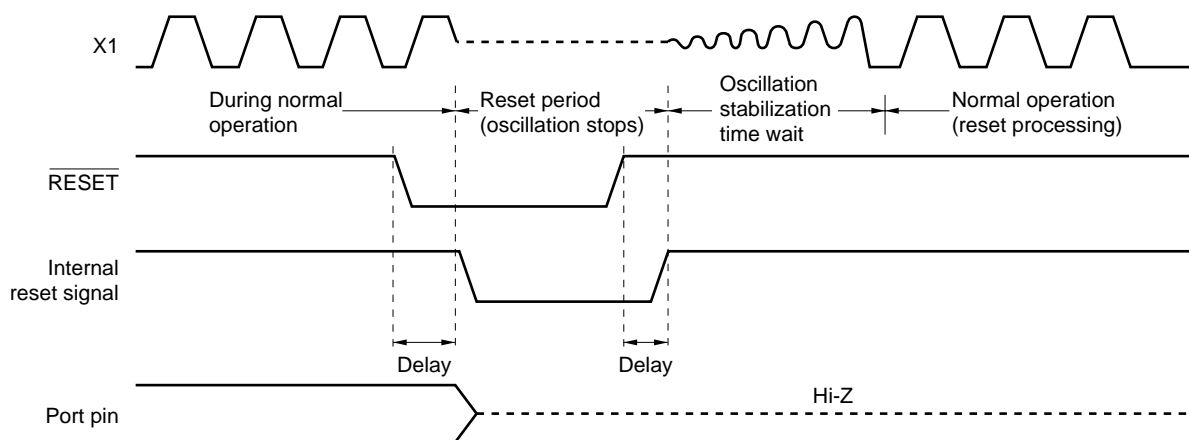 X1
During normal
operation
Reset period
(oscillation stops)
Oscillation
stabilization
time wait
Normal operation
(reset processing)
RESET
Internal
reset signal
Delay
Delay
Port pin
Hi-Z